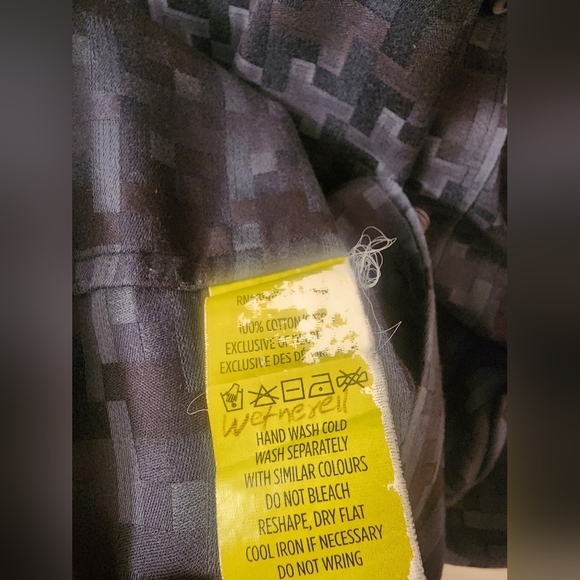 100% COTTON
EXCLUSIVE OF
EXCLUSIVE DES
HAND WASH COLD
WASH SEPARATELY
WITH SIMILAR COLOURS
DO NOT BLEACH
RESHAPE, DRY FLAT
COOL IRON IF NECESSARY
DO NOT WRING